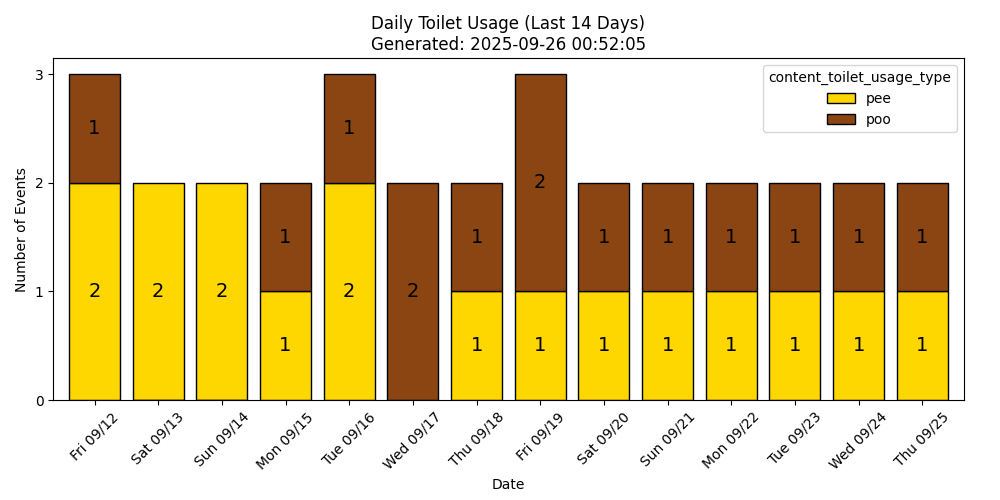 Daily Toilet Usage (Last 14 Days)
Generated: 2025-09-26 00:52:05
content_toilet_usage_type
pee
poo
Number of Events
3
2
1
0
1 1 2
1 1 1 1 1 1 1 1
2 2 2 2 2
1 1 1 1 1 1 1 1 1
Fri 09/12
Sat 09/13
Sun 09/14
Mon 09/15
Tue 09/16
Wed 09/17
Thu 09/18
Fri 09/19
Sat 09/20
Sun 09/21
Mon 09/22
Tue 09/23
Wed 09/24
Thu 09/25
Date